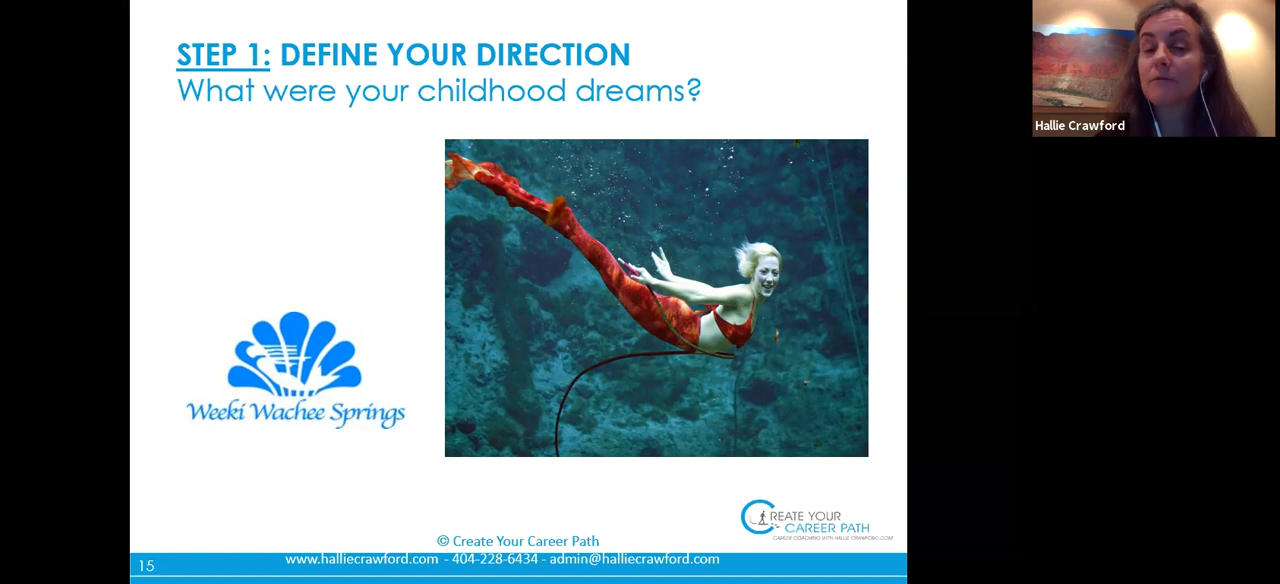 STEP 1: DEFINE YOUR DIRECTION
What were your childhood dreams?
Hallie Crawford
Weeki Wachee Springs
CREATE YOUR
CAREER PATH
CAREER COACHING WITH HALLIE CRAWFORD.COM
© Create Your Career Path
www.halliecrawford.com - 404-228-6434 - admin@halliecrawford.com
15